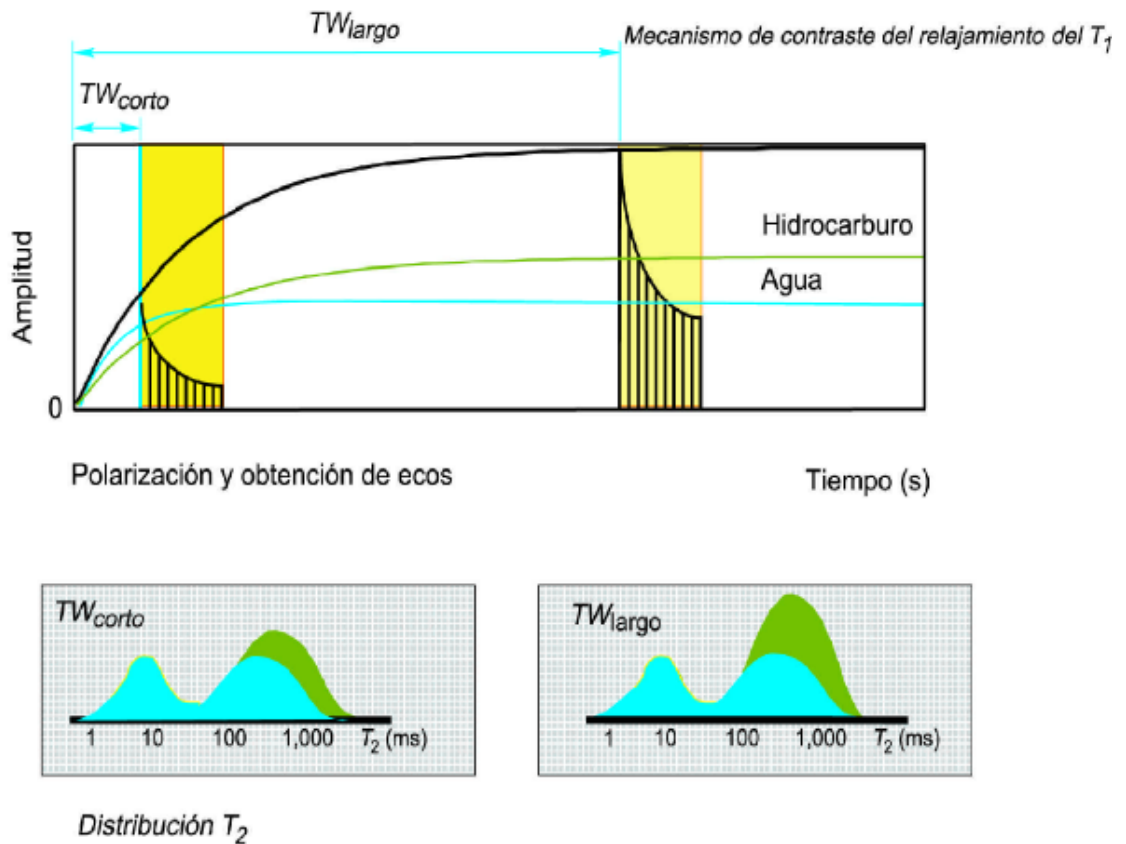 TWlargo
Mecanismo de contraste del relajamiento del T1
TWcorto
Amplitud
Hidrocarburo
Agua
0
Polarización y obtención de ecos
Tiempo (s)
TWcorto
1 10 100 1,000 T2 (ms)
TWlargo
1 10 100 1,000 T2 (ms)
Distribución T2